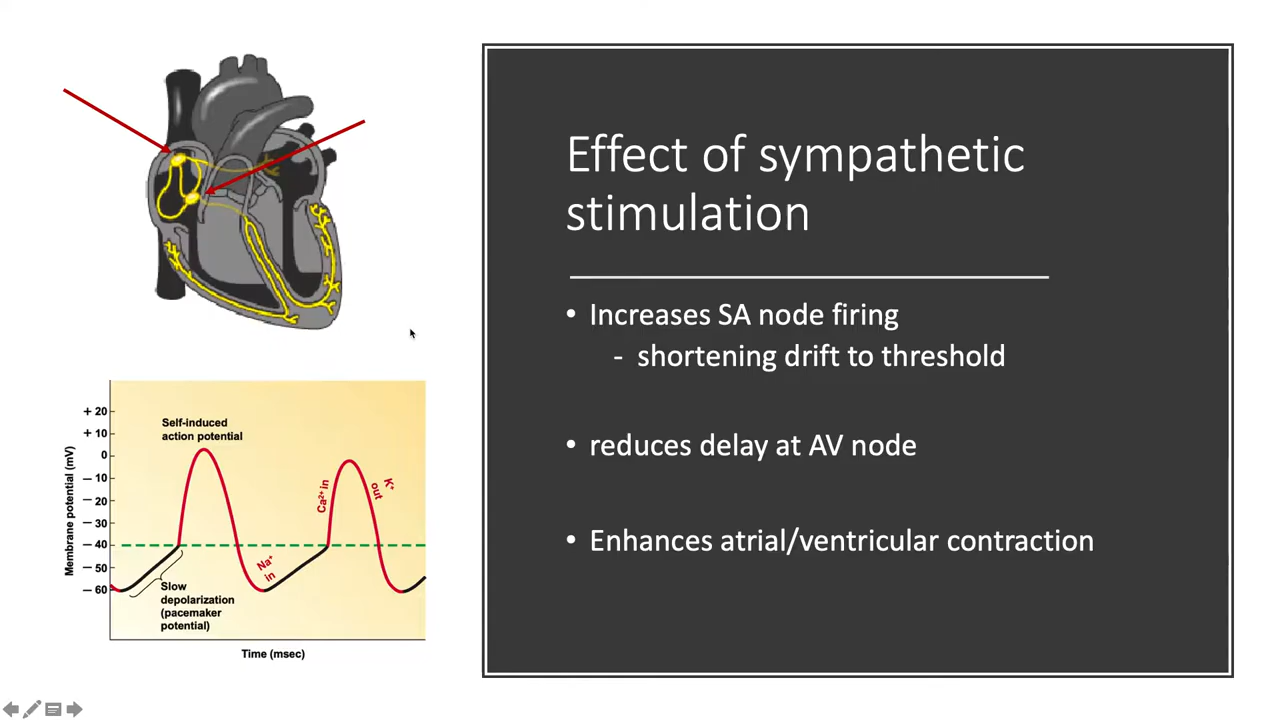 Effect of sympathetic
stimulation
• Increases SA node firing
- shortening drift to threshold
• reduces delay at AV node
• Enhances atrial/ventricular contraction
Membrane potential (mV)
+ 20
+ 10
0
– 10
– 20
– 30
– 40
– 50
– 60
Self-induced
action potential
Ca²⁺ in
K⁺
out
Na⁺
in
Slow
depolarization
(pacemaker
potential)
Time (msec)